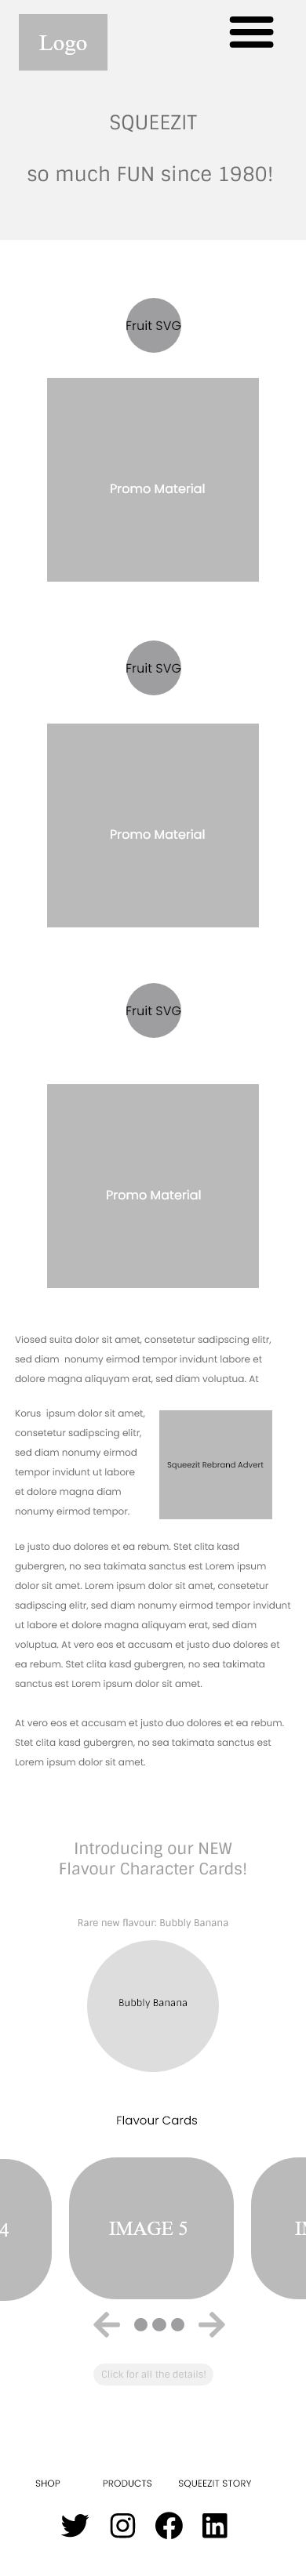 Logo
SQUEEZIT
so much FUN since 1980!
Fruit SVG
Promo Material
Fruit SVG
Promo Material
Fruit SVG
Promo Material
Viosed suita dolor sit amet, consetetur sadipscing elitr,
sed diam nonumy eirmod tempor invidunt labore et
dolore magna aliquyam erat, sed diam voluptua. At
Korus ipsum dolor sit amet,
consetetur sadipscing elitr,
sed diam nonumy eirmod
tempor invidunt ut labore
et dolore magna diam
nonumy eirmod tempor.
Squeezit Rebrand Advert
Le justo duo dolores et ea rebum. Stet clita kasd
gubergren, no sea takimata sanctus est Lorem ipsum
dolor sit amet. Lorem ipsum dolor sit amet, consetetur
sadipscing elitr, sed diam nonumy eirmod tempor invidunt
ut labore et dolore magna aliquyam erat, sed diam
voluptua. At vero eos et accusam et justo duo dolores et
ea rebum. Stet clita kasd gubergren, no sea takimata
sanctus est Lorem ipsum dolor sit amet.
At vero eos et accusam et justo duo dolores et ea rebum.
Stet clita kasd gubergren, no sea takimata sanctus est
Lorem ipsum dolor sit amet.
Introducing our NEW
Flavour Character Cards!
Rare new flavour: Bubbly Banana
Bubbly Banana
Flavour Cards
4 IMAGE 5
Click for all the details!
SHOP PRODUCTS SQUEEZIT STORY